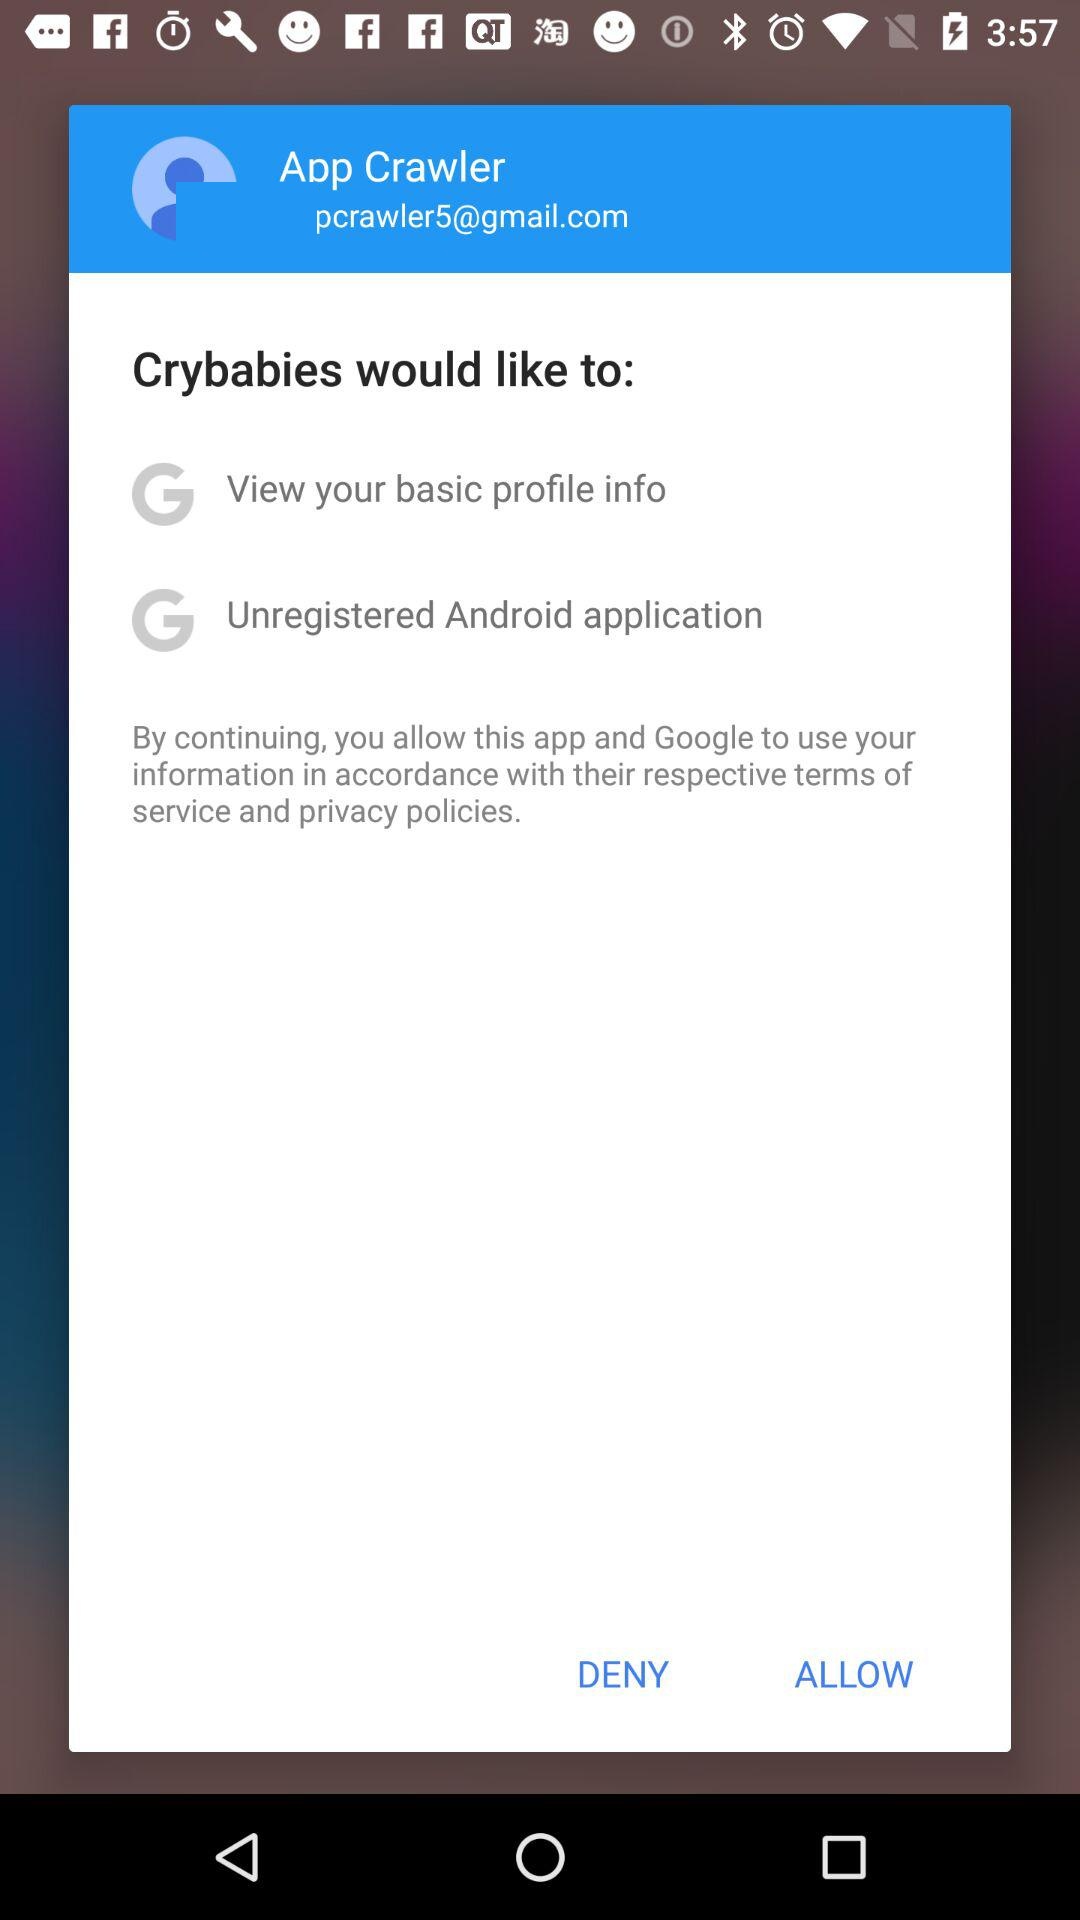 QT 淘 3:57
App Crawler
pcrawler5@gmail.com
Crybabies would like to:
View your basic profile info
Unregistered Android application
By continuing, you allow this app and Google to use your
information in accordance with their respective terms of
service and privacy policies.
DENY ALLOW